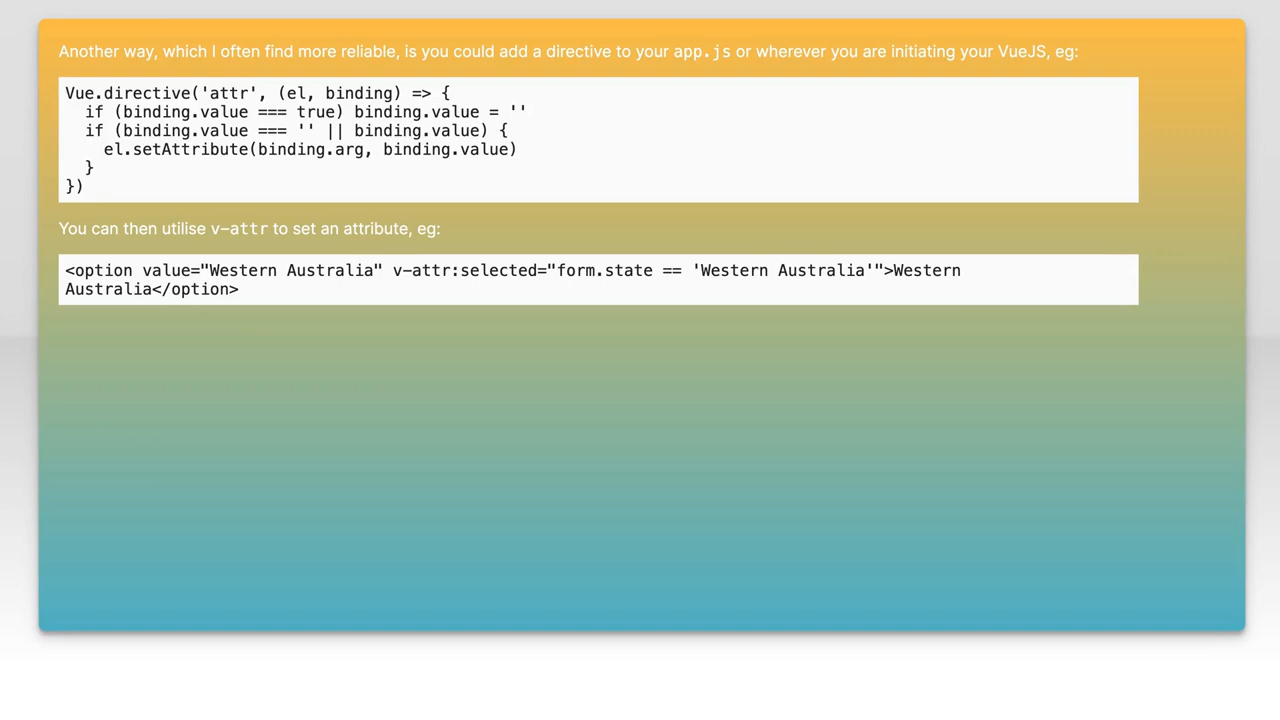 Another way, which I often find more reliable, is you could add a directive to your app.js or wherever you are initiating your VueJS, eg:
Vue.directive('attr', (el, binding) => {
  if (binding.value === true) binding.value = ''
  if (binding.value === '' || binding.value) {
    el.setAttribute(binding.arg, binding.value)
  }
})
You can then utilise v-attr to set an attribute, eg:
<option value="Western Australia" v-attr:selected="form.state == 'Western Australia'">Western
Australia</option>